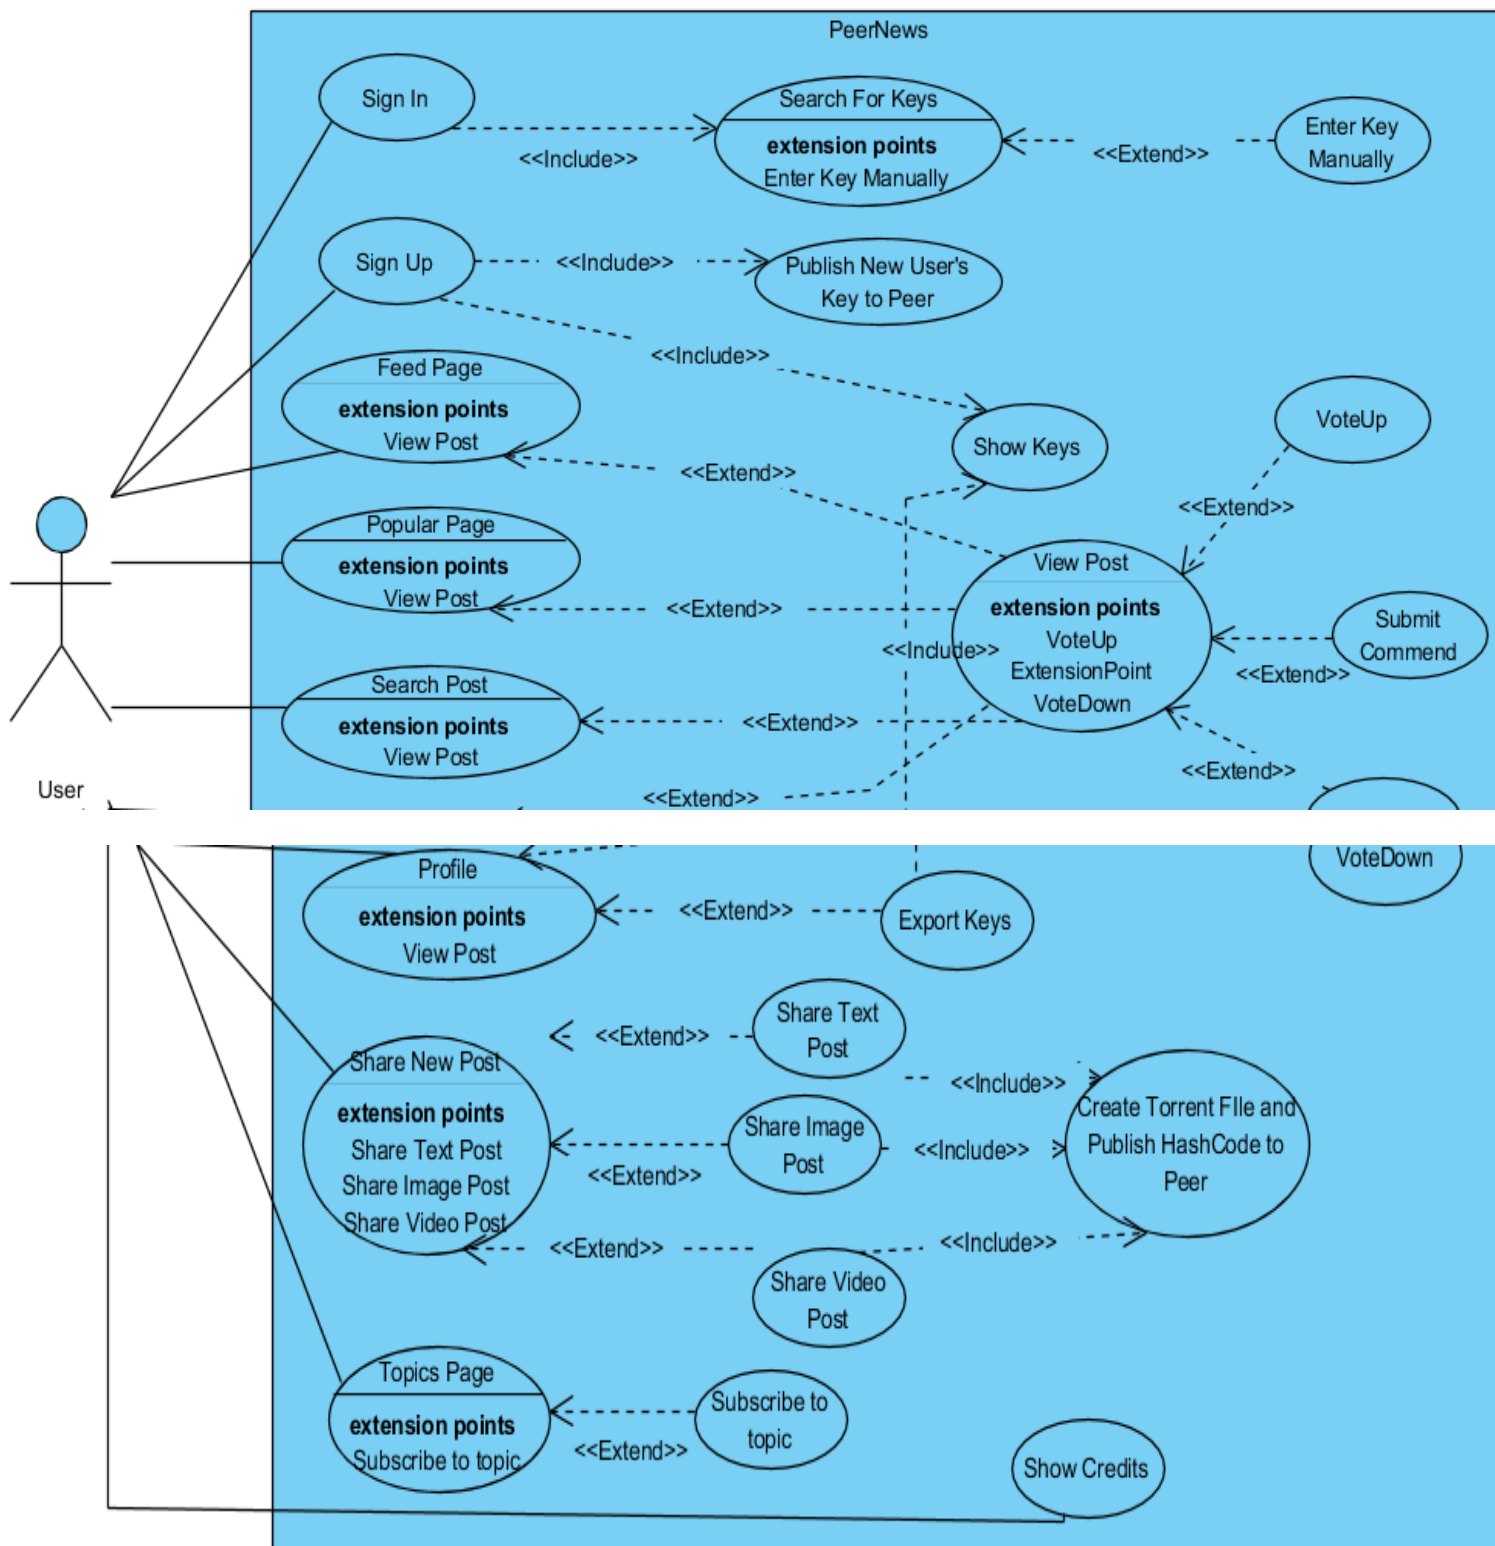 PeerNews
Sign In
Search For Keys
extension points
Enter Key Manually
<<Include>>
<<Extend>>
Enter Key
Manually
Sign Up
<<Include>>
Publish New User's
Key to Peer
<<Include>>
Feed Page
extension points
View Post
Show Keys
VoteUp
<<Extend>>
<<Extend>>
Popular Page
extension points
View Post
<<Extend>>
View Post
extension points
VoteUp
ExtensionPoint
VoteDown
<<Include>>
Submit
Commend
<<Extend>>
Search Post
extension points
View Post
<<Extend>>
<<Extend>>
User
<<Extend>>
VoteDown
Profile
extension points
View Post
<<Extend>>
Export Keys
Share Text
Post
<<Extend>>
Share New Post
extension points
Share Text Post
Share Image Post
Share Video Post
<<Include>>
Create Torrent FIle and
Publish HashCode to
Peer
Share Image
Post
<<Include>>
<<Extend>>
<<Extend>>
<<Include>>
Share Video
Post
Topics Page
extension points
Subscribe to topic
<<Extend>>
Subscribe to
topic
Show Credits